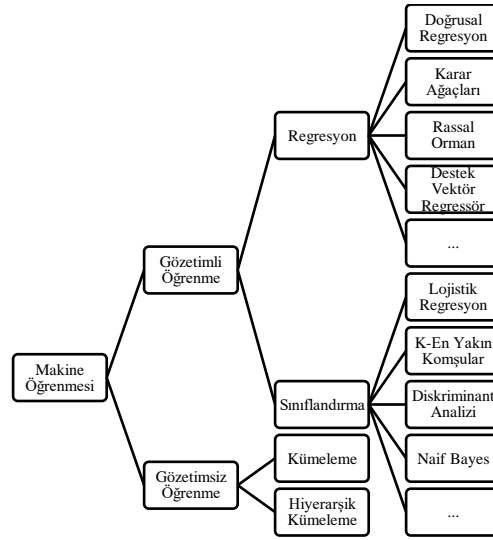 Doğrusal
Regresyon
Karar
Ağaçları
Regresyon
Rassal
Orman
Destek
Vektör
Regressör
...
Gözetimli
Öğrenme
Lojistik
Regresyon
K-En Yakın
Komşular
Makine
Öğrenmesi
Sınıflandırma
Diskriminant
Analizi
Naif Bayes
...
Gözetimsiz
Öğrenme
Kümeleme
Hiyerarşik
Kümeleme